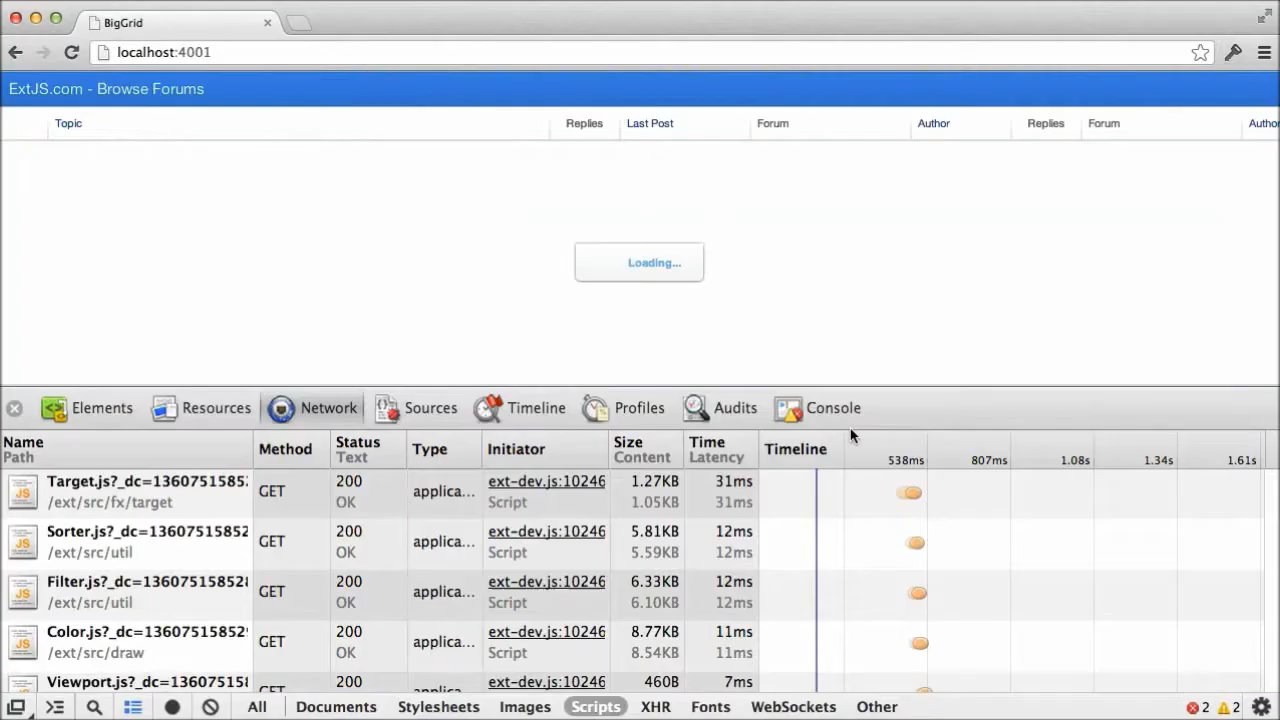 BigGrid
localhost:4001
ExtJS.com - Browse Forums
Topic Replies Last Post Forum Author Replies Forum Autho
Loading...
Elements Resources Network Sources Timeline Profiles Audits Console
Name Method Status Type Initiator Size Time Timeline
Path Text Content Latency 538ms 807ms 1.08s 1.34s 1.61s
Target.js?_dc=1360751585 200 ext-dev.js:10246 1.27KB 31ms
GET applica...
/ext/src/fx/target OK Script 1.05KB 31ms
Sorter.js?_dc=13607515852 200 ext-dev.js:10246 5.81KB 12ms
GET applica...
/ext/src/util OK Script 5.59KB 12ms
Filter.js?_dc=136075158528 200 ext-dev.js:10246 6.33KB 12ms
GET applica...
/ext/src/util OK Script 6.10KB 12ms
Color.js?_dc=136075158529 200 ext-dev.js:10246 8.77KB 11ms
GET applica...
/ext/src/draw OK Script 8.54KB 11ms
Viewport.js?_dc=136075158 200 ext-dev.js:10246 460B 7ms
All Documents Stylesheets Images Scripts XHR Fonts WebSockets Other 2 2